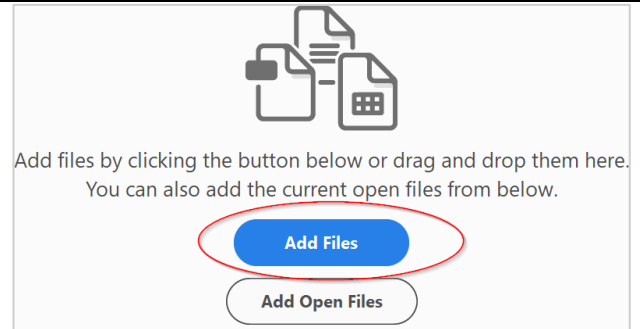 Add files by clicking the button below or drag and drop them here.
You can also add the current open files from below.
Add Files
Add Open Files